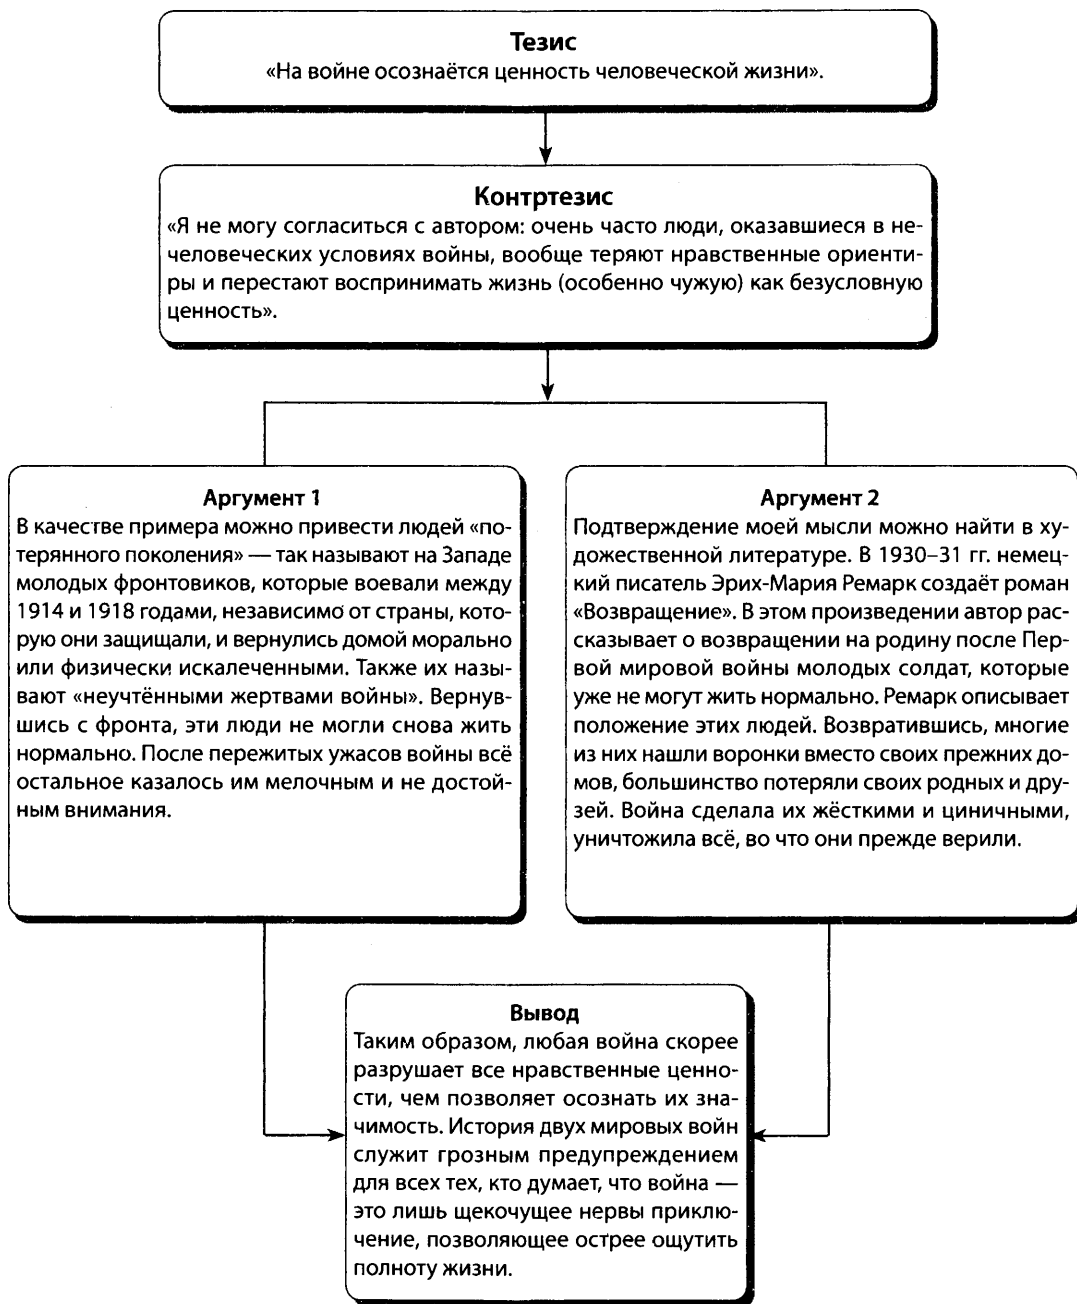 Тезис
«На войне осознаётся ценность человеческой жизни».
Контртезис
«Я не могу согласиться с автором: очень часто люди, оказавшиеся в не-
человеческих условиях войны, вообще теряют нравственные ориенти-
ры и перестают воспринимать жизнь (особенно чужую) как безусловную
ценность».
Аргумент 1
В качестве примера можно привести людей «по-
терянного поколения» — так называют на Западе
молодых фронтовиков, которые воевали между
1914 и 1918 годами, независимо от страны, кото-
рую они защищали, и вернулись домой морально
или физически искалеченными. Также их назы-
вают «неучтёнными жертвами войны». Вернув-
шись с фронта, эти люди не могли снова жить
нормально. После пережитых ужасов войны всё
остальное казалось им мелочным и не достой-
ным внимания.
Аргумент 2
Подтверждение моей мысли можно найти в ху-
дожественной литературе. В 1930–31 гг. немец-
кий писатель Эрих-Мария Ремарк создаёт роман
«Возвращение». В этом произведении автор рас-
сказывает о возвращении на родину после Пер-
вой мировой войны молодых солдат, которые
уже не могут жить нормально. Ремарк описывает
положение этих людей. Возвратившись, многие
из них нашли воронки вместо своих прежних до-
мов, большинство потеряли своих родных и дру-
зей. Война сделала их жёсткими и циничными,
уничтожила всё, во что они прежде верили.
Вывод
Таким образом, любая война скорее
разрушает все нравственные ценно-
сти, чем позволяет осознать их зна-
чимость. История двух мировых войн
служит грозным предупреждением
для всех тех, кто думает, что война —
это лишь щекочущее нервы приклю-
чение, позволяющее острее ощутить
полноту жизни.